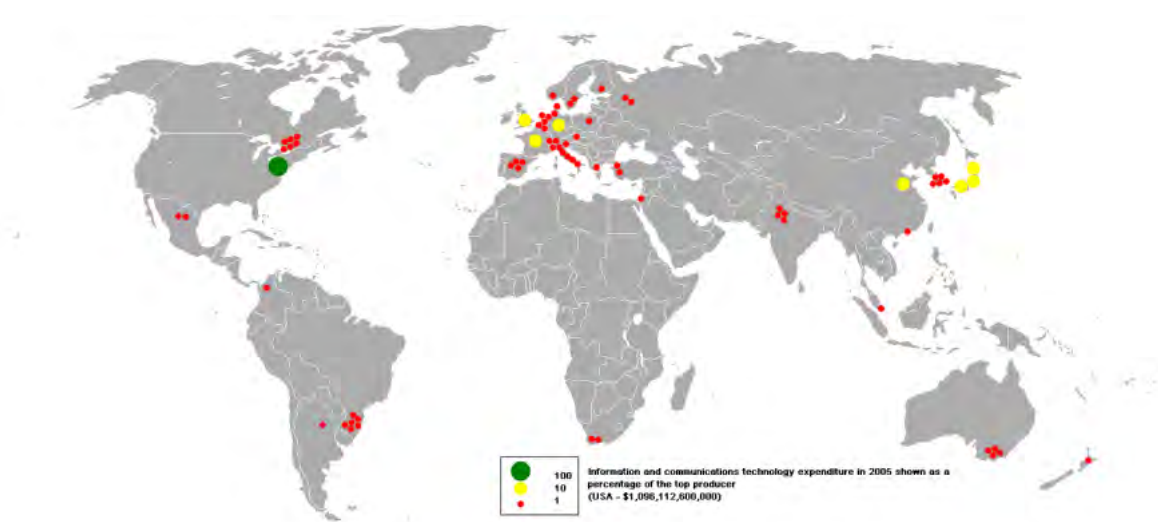 100
10
1
Information and communications technology expenditure in 2005 shown as a
percentage of the top producer
(USA - $1,096,112,600,000)